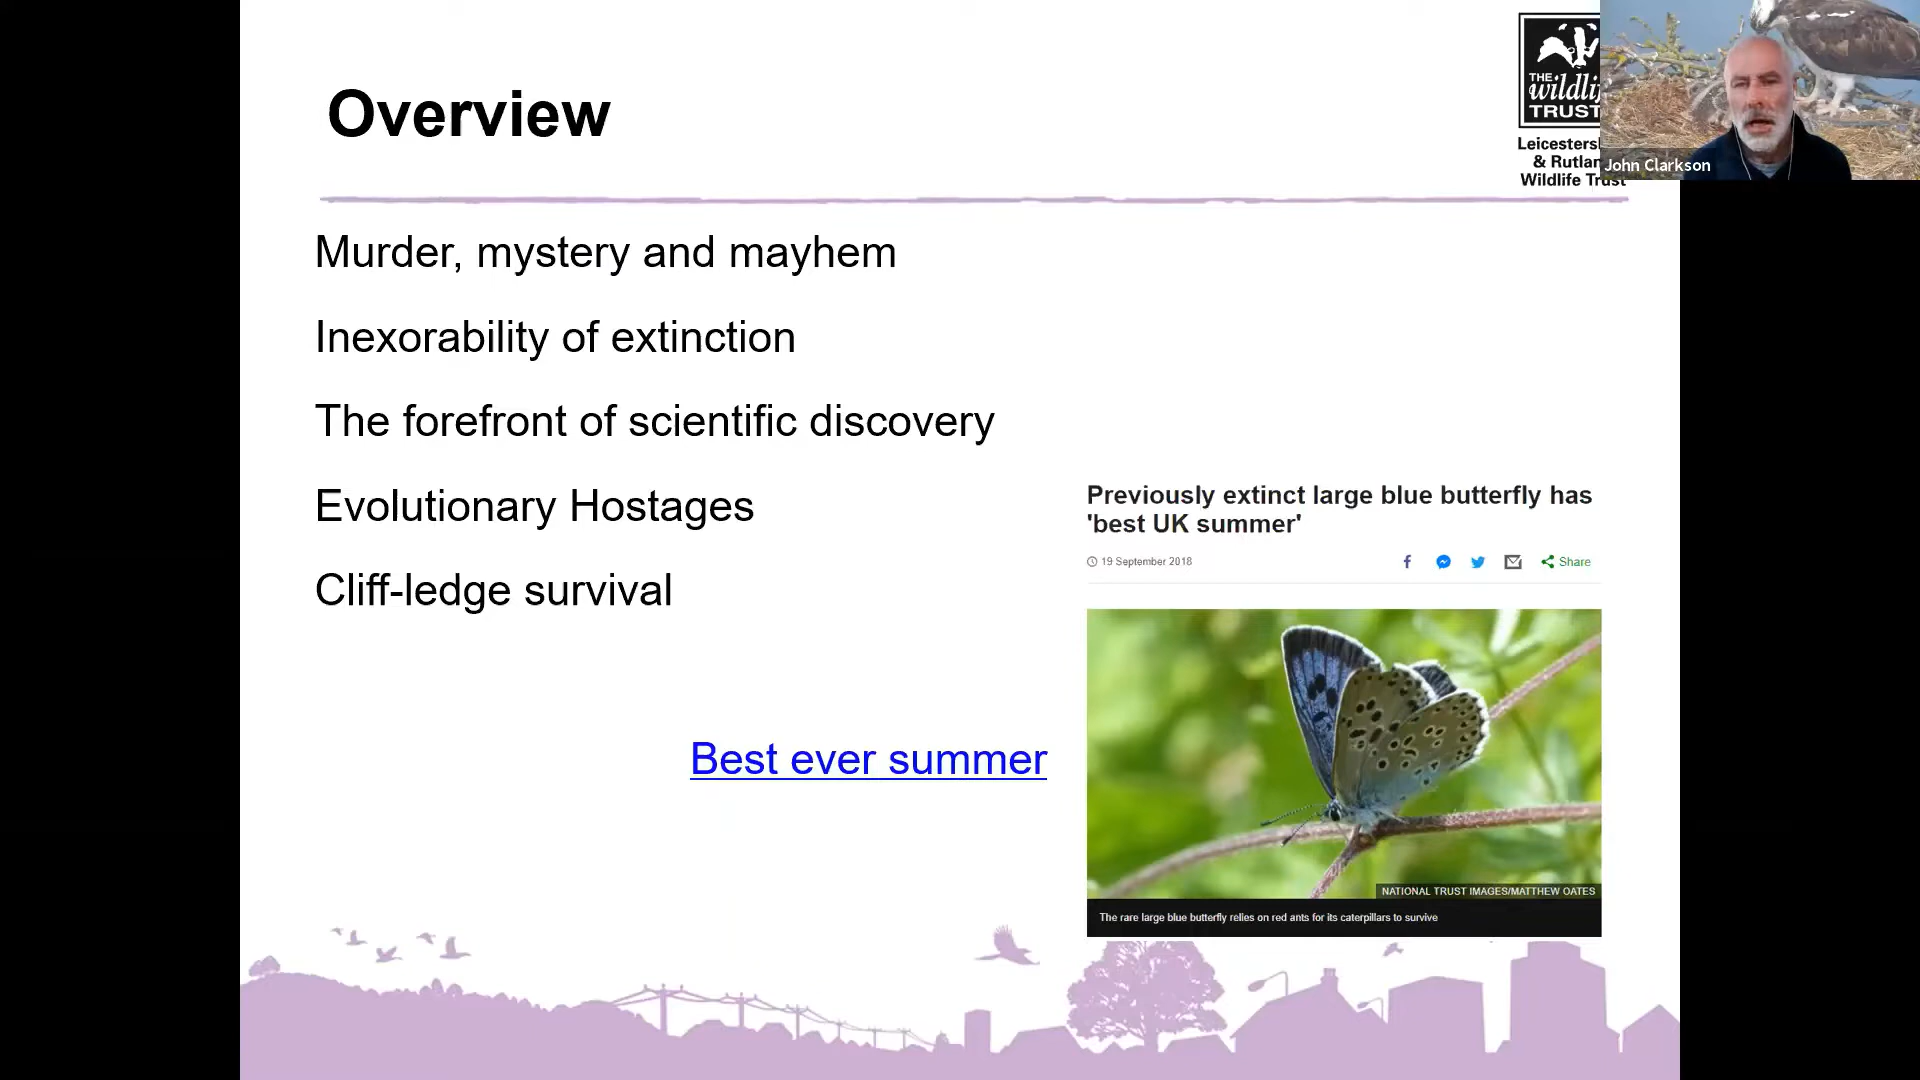 Overview
THE
wildli
TRUST
Leicesters
& Rutlan
Wildlife Trust
John Clarkson
Murder, mystery and mayhem
Inexorability of extinction
The forefront of scientific discovery
Evolutionary Hostages
Cliff-ledge survival
Best ever summer
Previously extinct large blue butterfly has
'best UK summer'
19 September 2018
Share
NATIONAL TRUST IMAGES/MATTHEW OATES
The rare large blue butterfly relies on red ants for its caterpillars to survive